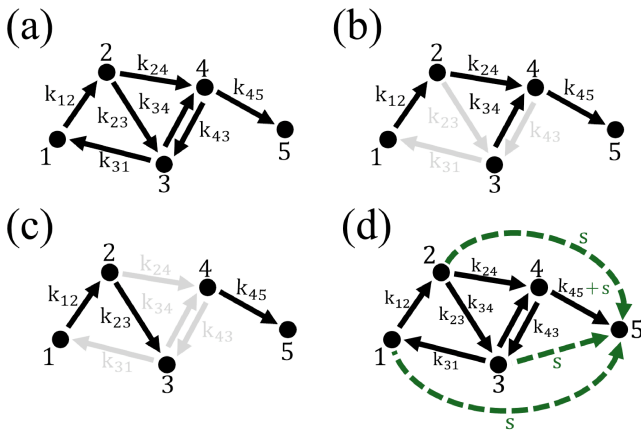 (a)
2
k₂₄
4
k₁₂
k₃₄
k₄₅
k₂₃
k₄₃
1
k₃₁
3
5
(b)
2
k₂₄
4
k₁₂
k₂₃
k₃₄
k₄₅
k₄₃
1
k₃₁
3
5
(c)
2
k₂₄
4
k₁₂
k₃₄
k₄₅
k₂₃
k₄₃
1
k₃₁
3
5
(d)
s
2
k₂₄
4
k₁₂
k₃₄
k₄₅+s
k₂₃
k₄₃
5
1
k₃₁
s
3
s